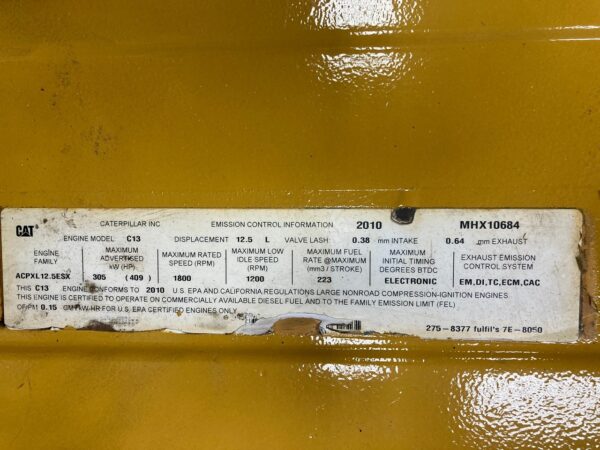 CAT CATERPILLAR INC EMISSION CONTROL INFORMATION 2010 MHX10684
ENGINE MODEL C13 DISPLACEMENT 12.5 L VALVE LASH: 0.38 mm INTAKE 0.64 mm EXHAUST
ENGINE FAMILY MAXIMUM ADVERTISED kW (HP) MAXIMUM RATED SPEED (RPM) MAXIMUM LOW IDLE SPEED (RPM) MAXIMUM FUEL RATE @MAXIMUM (mm3 / STROKE) MAXIMUM INITIAL TIMING DEGREES BTDC EXHAUST EMISSION CONTROL SYSTEM
ACPXL12.5ESX 305 (409) 1800 1200 223 ELECTRONIC EM,DI,TC,ECM,CAC
THIS C13 ENGINE CONFORMS TO 2010 U.S. EPA AND CALIFORNIA REGULATIONS LARGE NONROAD COMPRESSION-IGNITION ENGINES
THIS ENGINE IS CERTIFIED TO OPERATE ON COMMERCIALLY AVAILABLE DIESEL FUEL AND TO THE FAMILY EMISSION LIMIT (FEL)
OF/PM 0.15 GM/kW-HR FOR U.S. EPA CERTIFIED ENGINES ONLY
275-8377 fulfil's 7E-8050